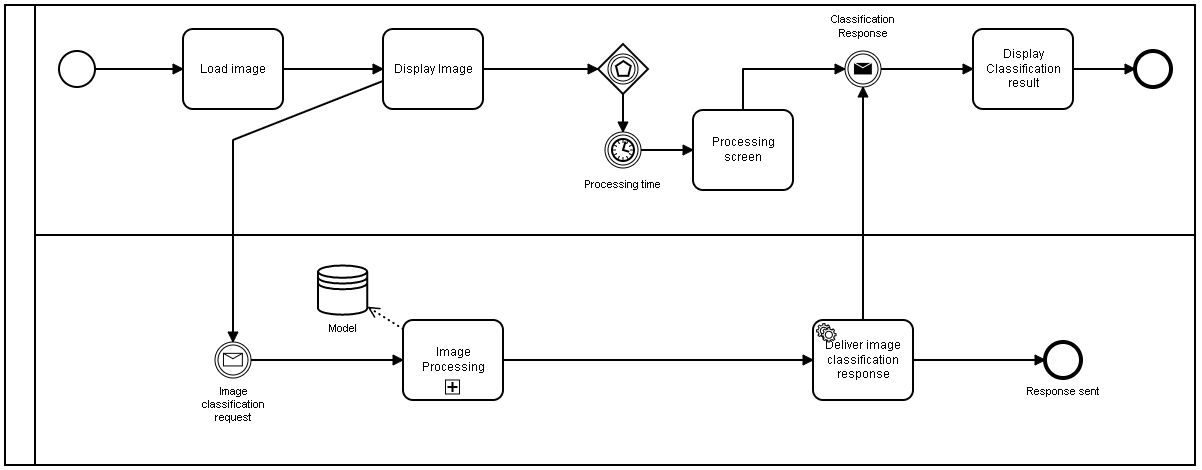 Classification
Response
Load image
Display Image
Display
Classification
result
Processing
screen
Processing time
Model
Image
Processing
Deliver image
classification
response
Image
classification
request
Response sent